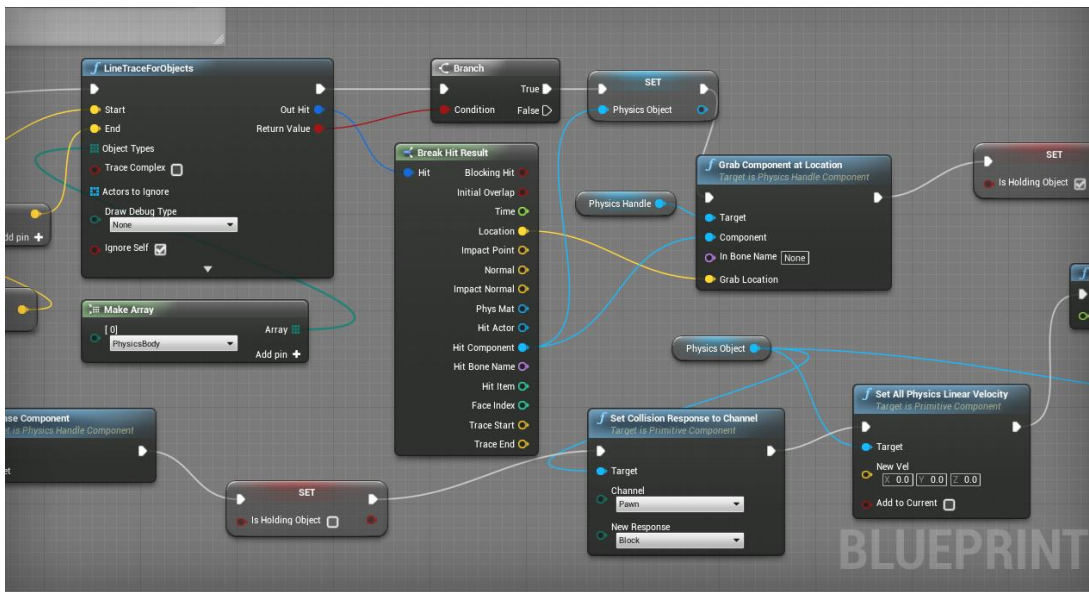 LineTraceForObjects
Start
Out Hit
End
Return Value
Object Types
Trace Complex
Actors to Ignore
Draw Debug Type
None
Ignore Self
dd pin +
Make Array
[0]
Array
PhysicsBody
Add pin +
Branch
True
Condition
False
Break Hit Result
Hit
Blocking Hit
Initial Overlap
Time
Location
Impact Point
Normal
Impact Normal
Phys Mat
Hit Actor
Hit Component
Hit Bone Name
Hit Item
Face Index
Trace Start
Trace End
SET
Physics Object
Physics Handle
Grab Component at Location
Target is Physics Handle Component
Target
Component
In Bone Name None
Grab Location
SET
Is Holding Object
Physics Object
ase Component
et is Physics Handle Component
et
SET
Is Holding Object
Set Collision Response to Channel
Target is Primitive Component
Target
Channel
Pawn
New Response
Block
Set All Physics Linear Velocity
Target is Primitive Component
Target
New Vel
X 0.0 Y 0.0 Z 0.0
Add to Current
BLUEPRINT